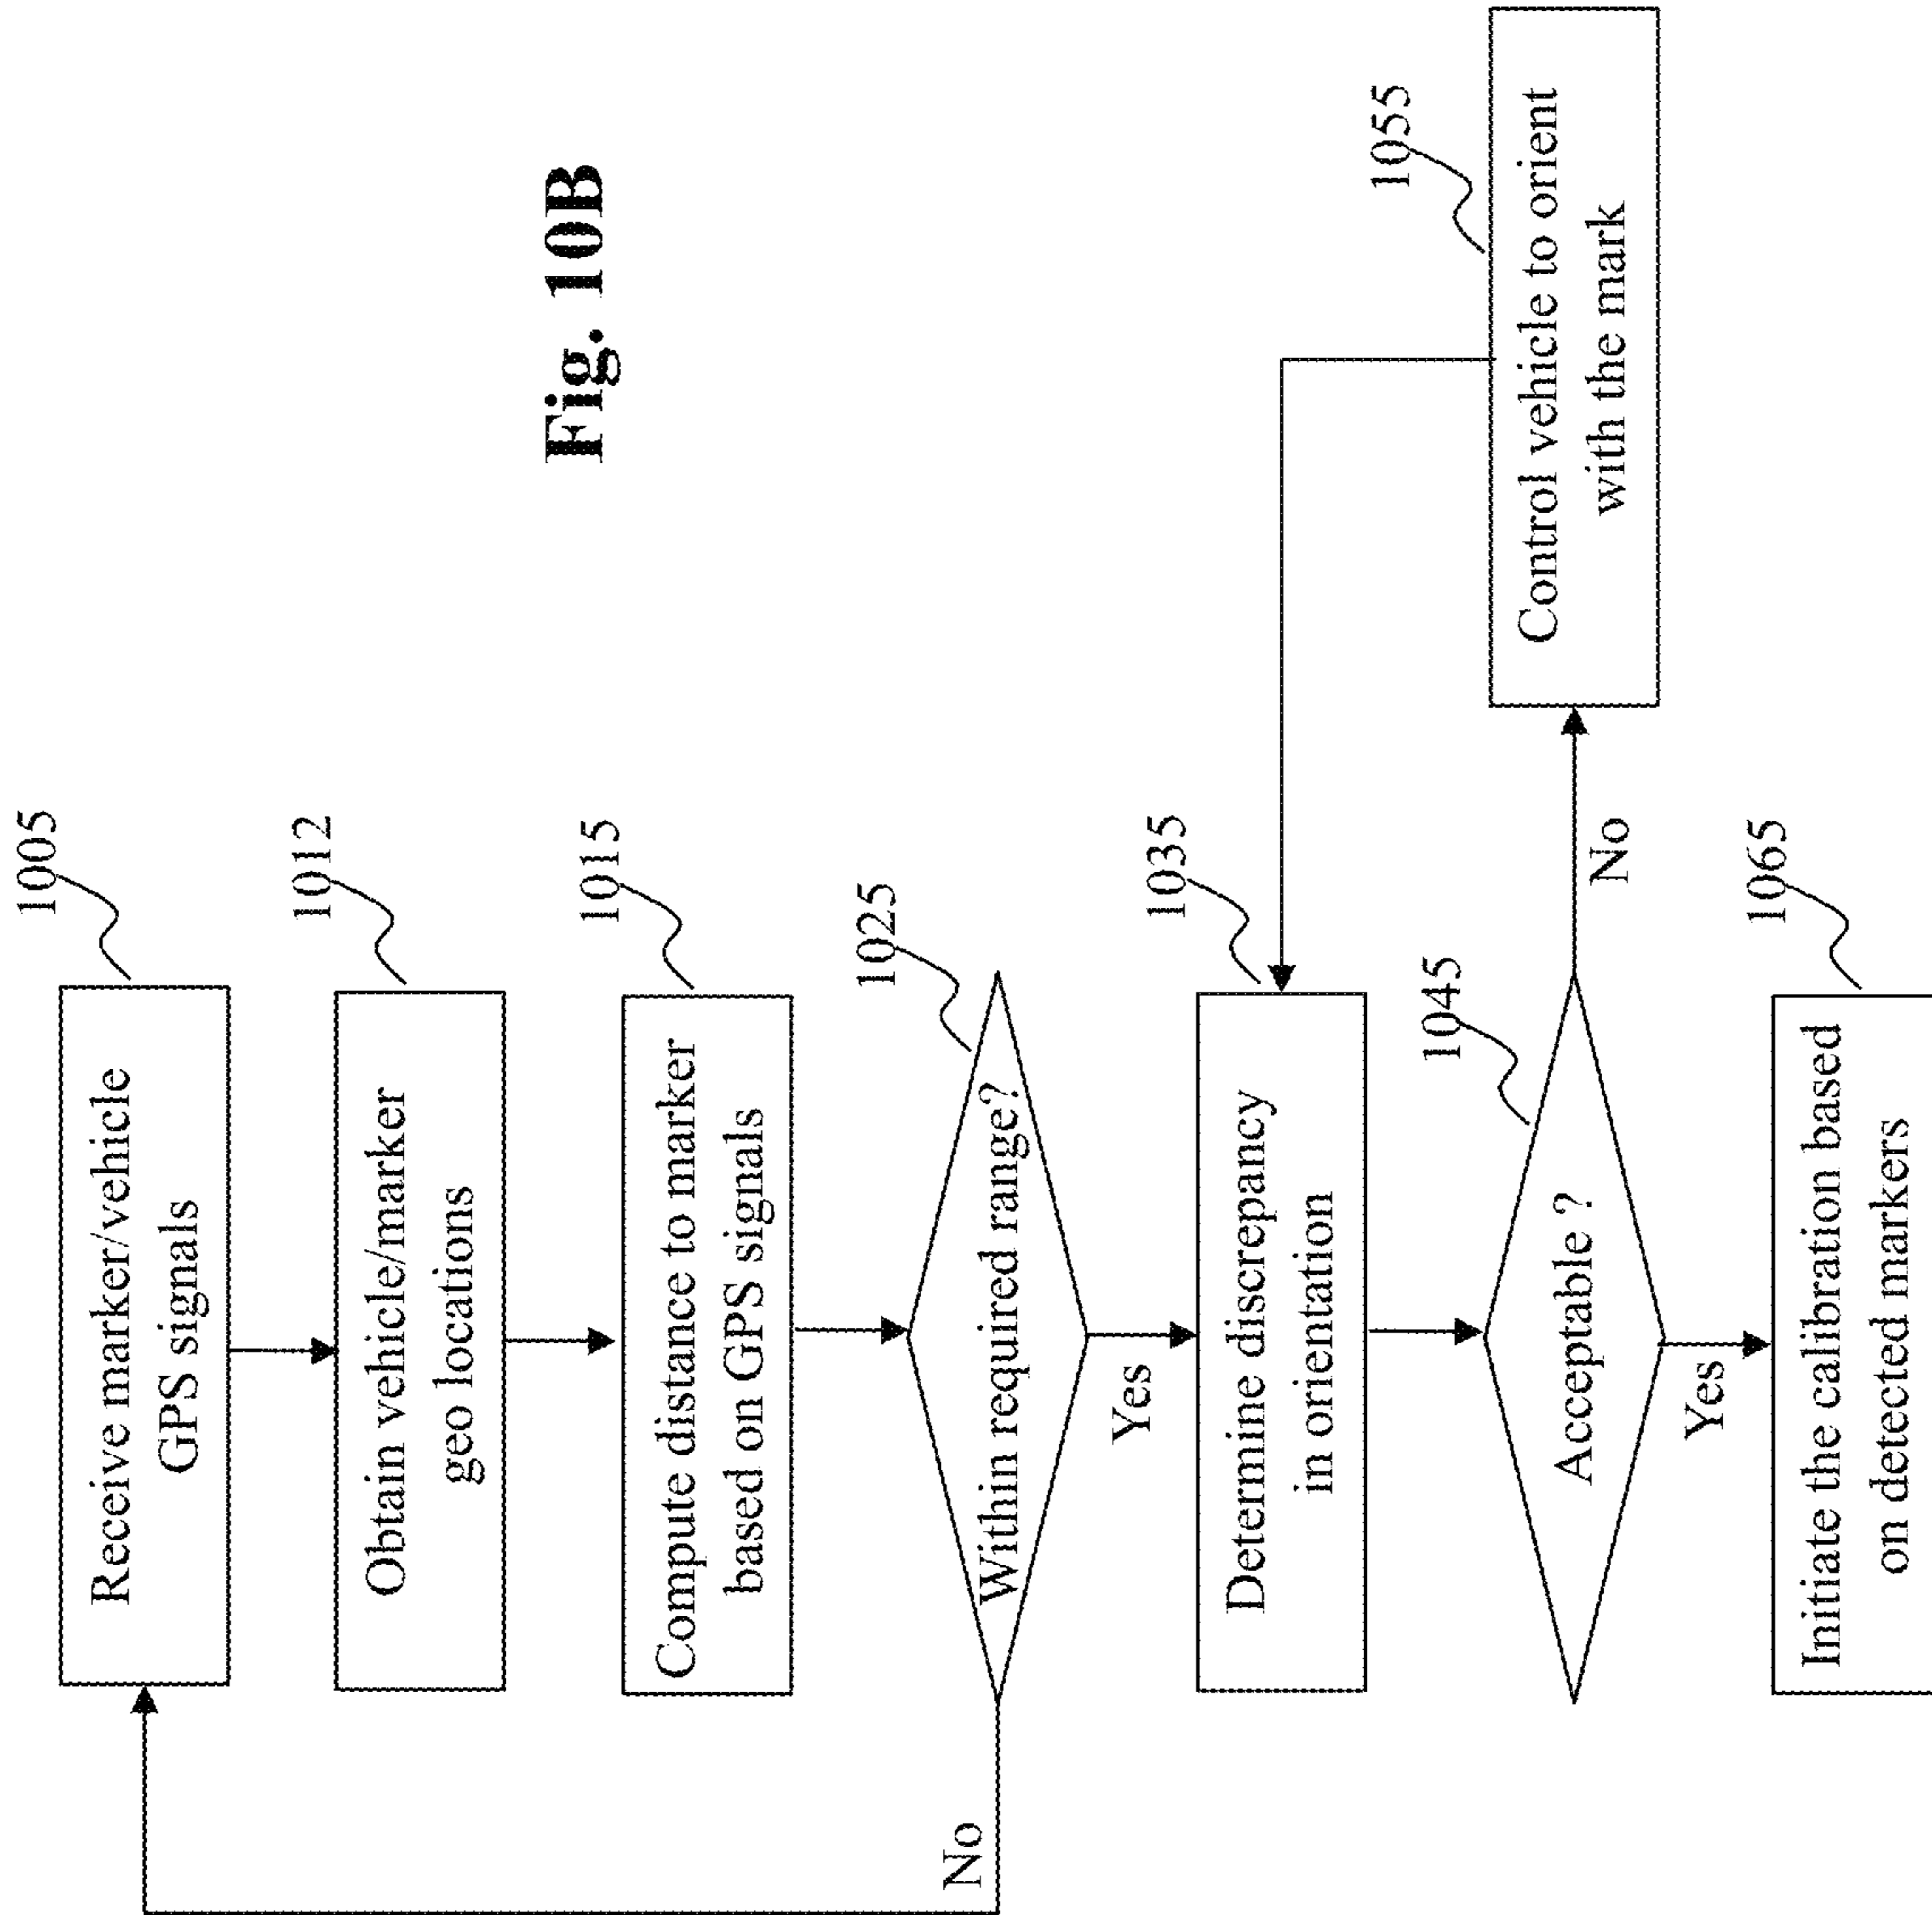 1005
Receive marker/vehicle
GPS signals
1012
Obtain vehicle/marker
geo locations
1015
Compute distance to marker
based on GPS signals
1025
Within required range?
No
Yes
1035
Determine discrepancy
in orientation
1045
Acceptable ?
No
Yes
1055
Control vehicle to orient
with the mark
1065
Initiate the calibration based
on detected markers
Fig. 10B